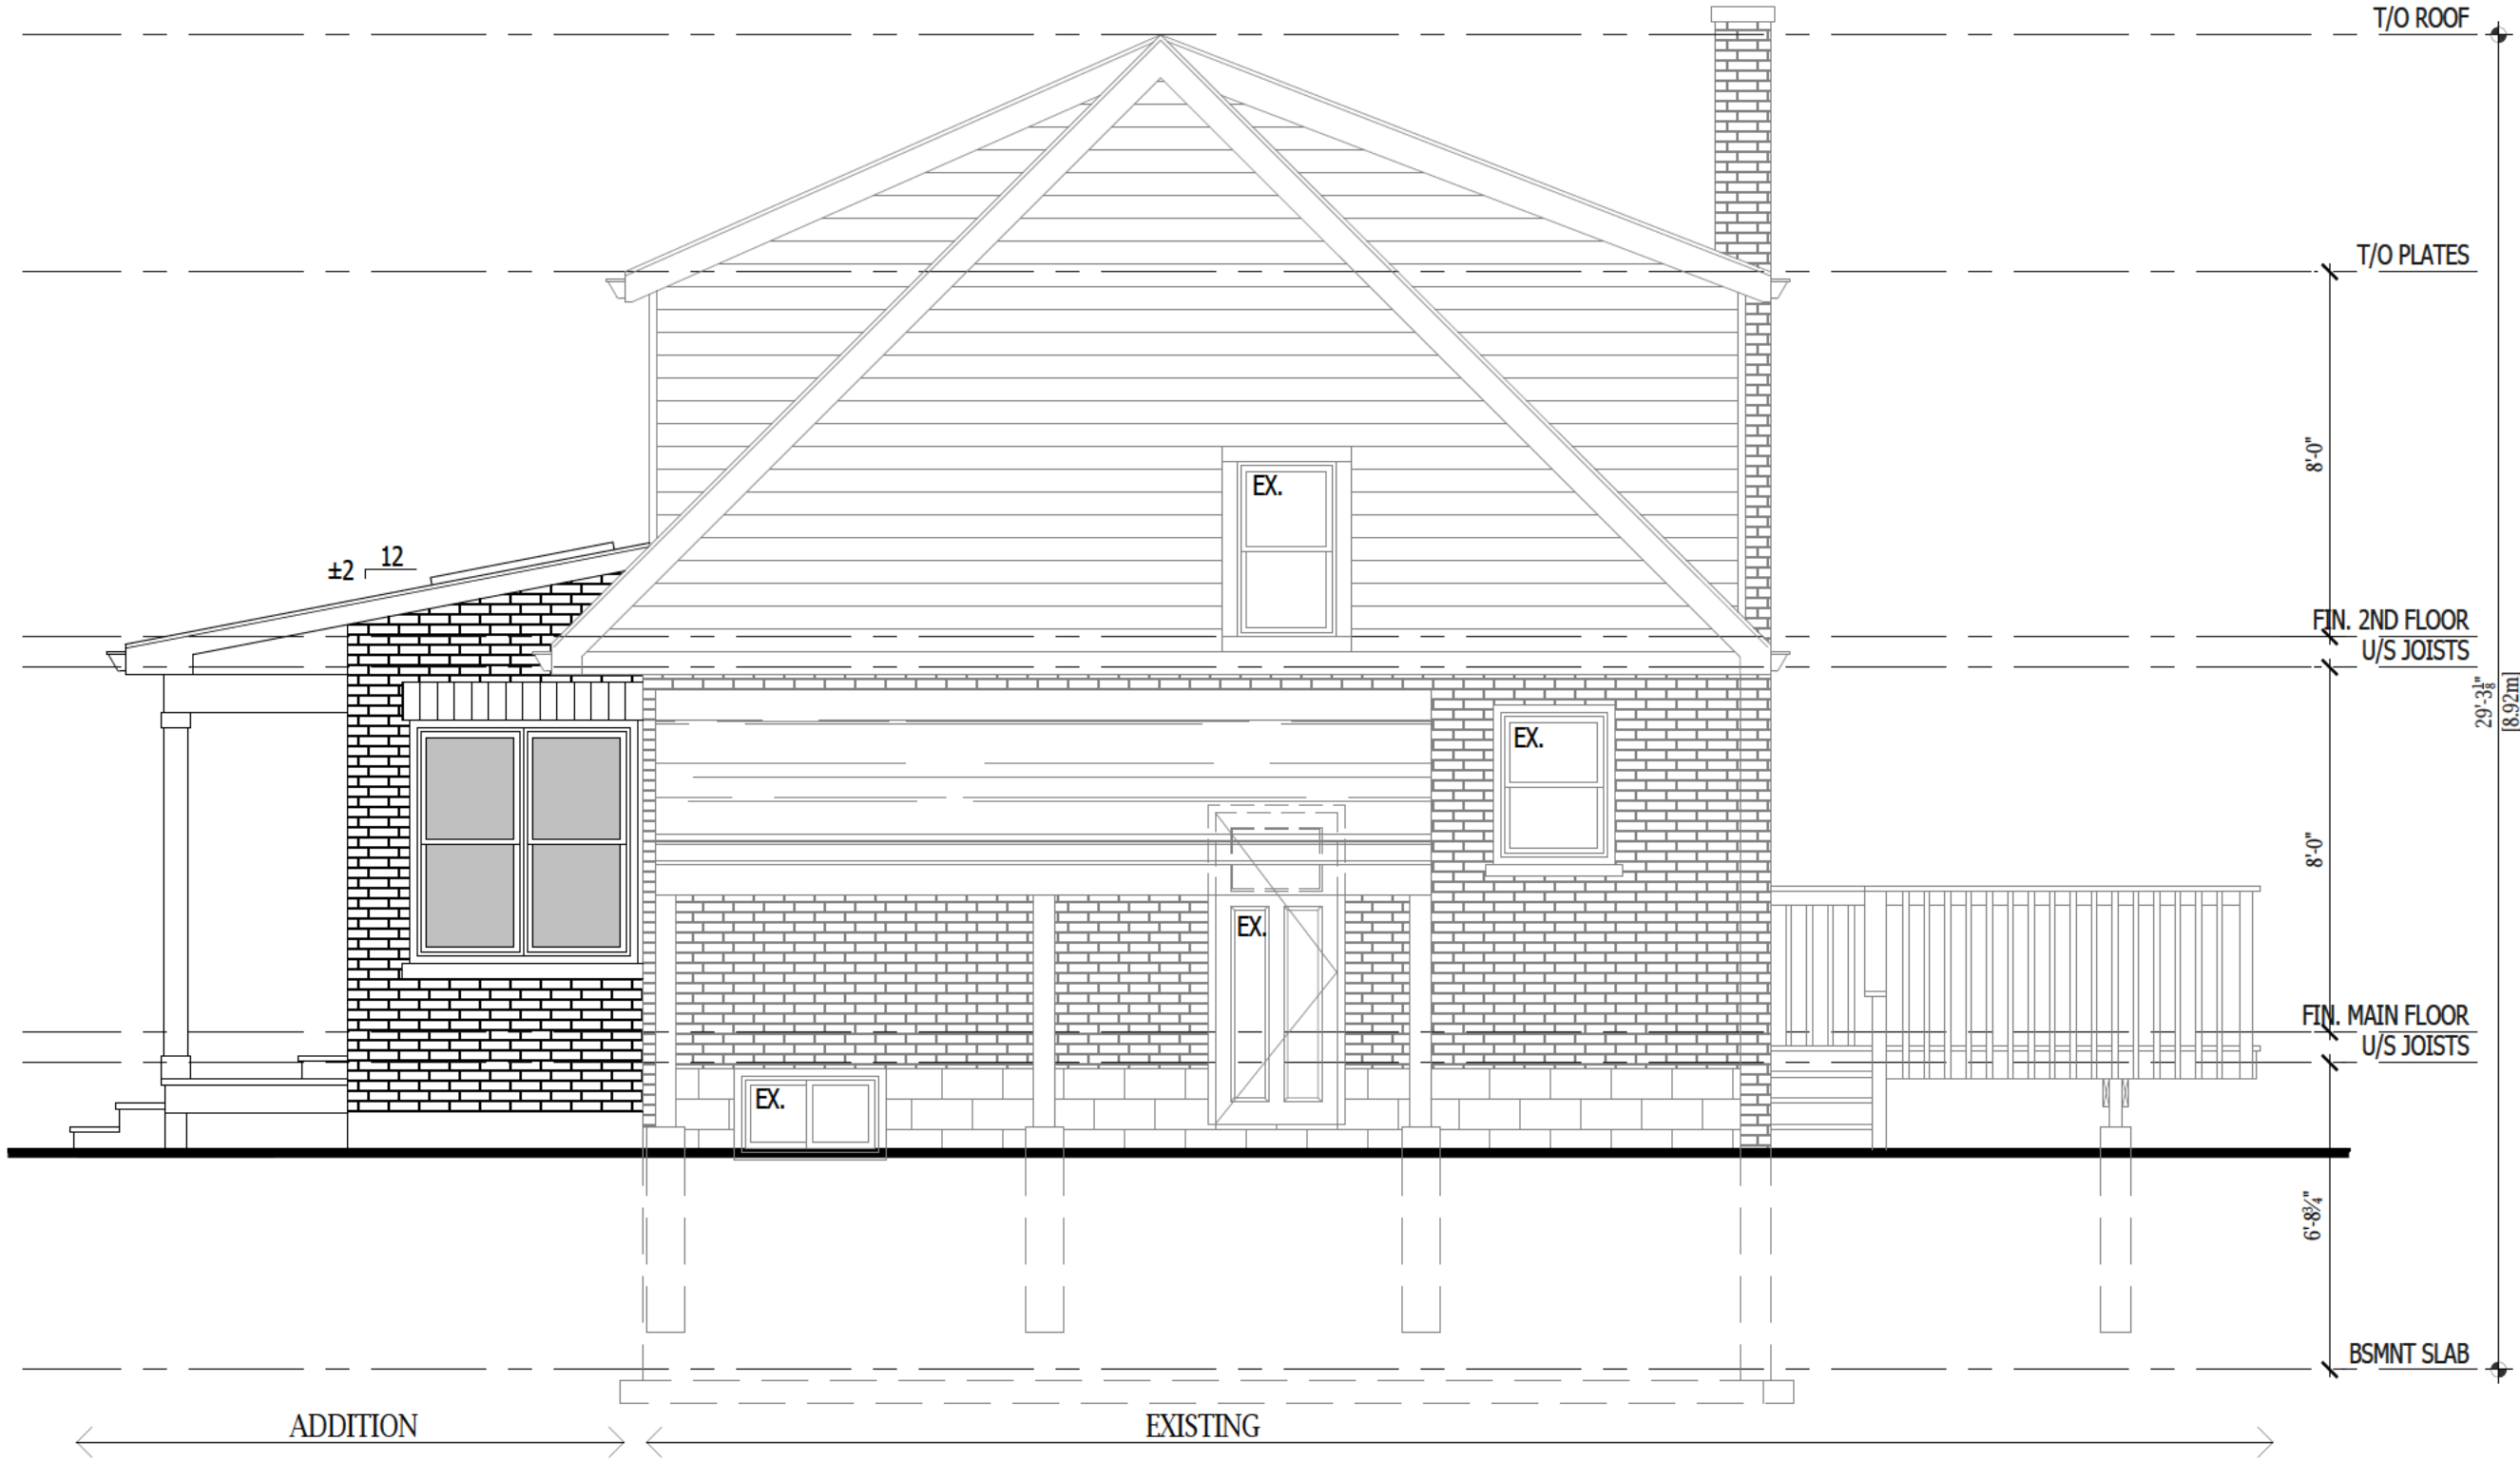 T/O ROOF
T/O PLATES
8'-0"
EX.
12
±2
FIN. 2ND FLOOR
U/S JOISTS
29'-3⅛"
[8.92m]
EX.
8'-0"
EX.
FIN. MAIN FLOOR
U/S JOISTS
EX.
6'-8¾"
BSMNT SLAB
ADDITION
EXISTING